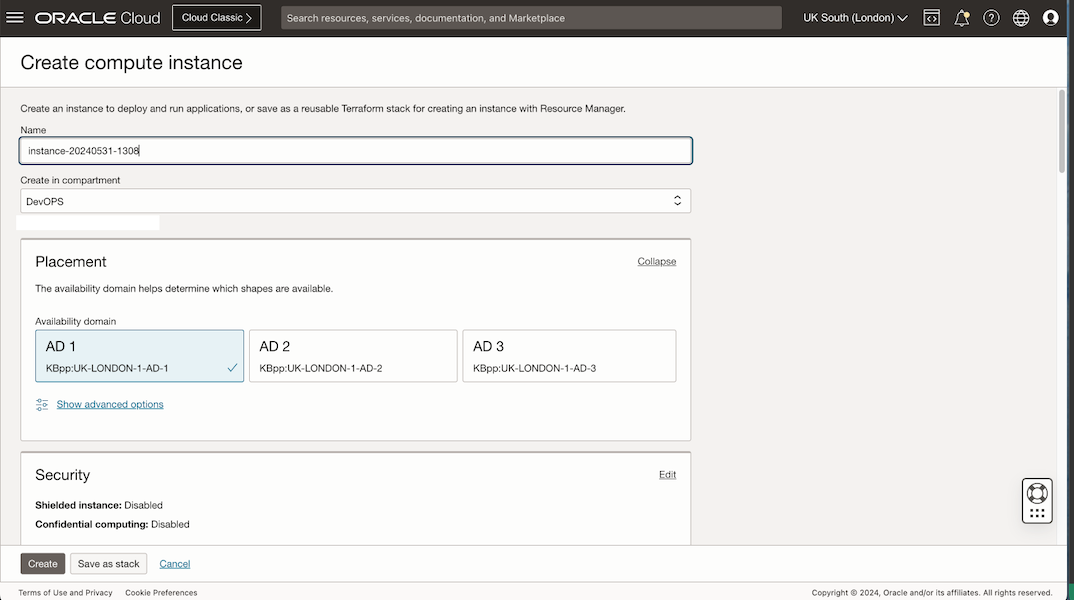 ORACLE Cloud
Cloud Classic
Search resources, services, documentation, and Marketplace
UK South (London)
Create compute instance
Create an instance to deploy and run applications, or save as a reusable Terraform stack for creating an instance with Resource Manager.
Name
instance-20240531-1308
Create in compartment
DevOPS
Placement
Collapse
The availability domain helps determine which shapes are available.
Availability domain
AD 1
KBpp:UK-LONDON-1-AD-1
AD 2
KBpp:UK-LONDON-1-AD-2
AD 3
KBpp:UK-LONDON-1-AD-3
Show advanced options
Security
Edit
Shielded instance: Disabled
Confidential computing: Disabled
Create
Save as stack
Cancel
Terms of Use and Privacy
Cookie Preferences
Copyright © 2024, Oracle and/or its affiliates. All rights reserved.